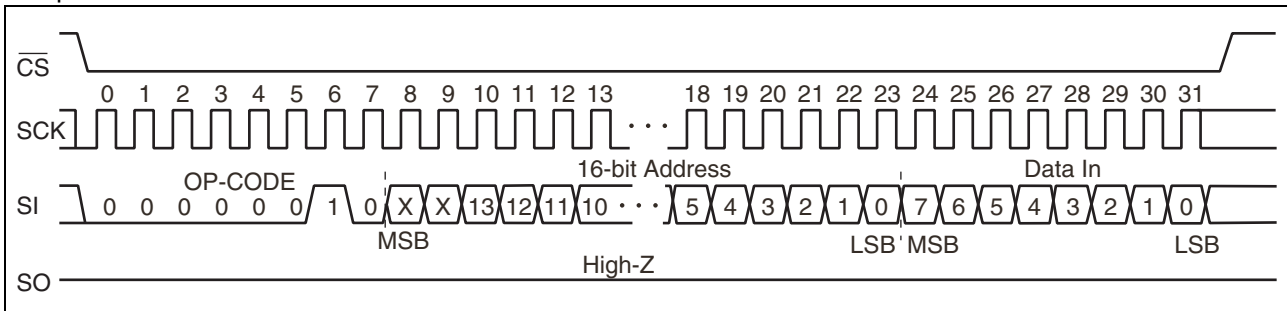 CS
0 1 2 3 4 5 6 7 8 9 10 11 12 13 18 19 20 21 22 23 24 25 26 27 28 29 30 31
SCK
· · ·
OP-CODE 16-bit Address Data In
SI 0 0 0 0 0 0 1 0 X X 13 12 11 10 · · · 5 4 3 2 1 0 7 6 5 4 3 2 1 0
MSB LSB MSB LSB
High-Z
SO